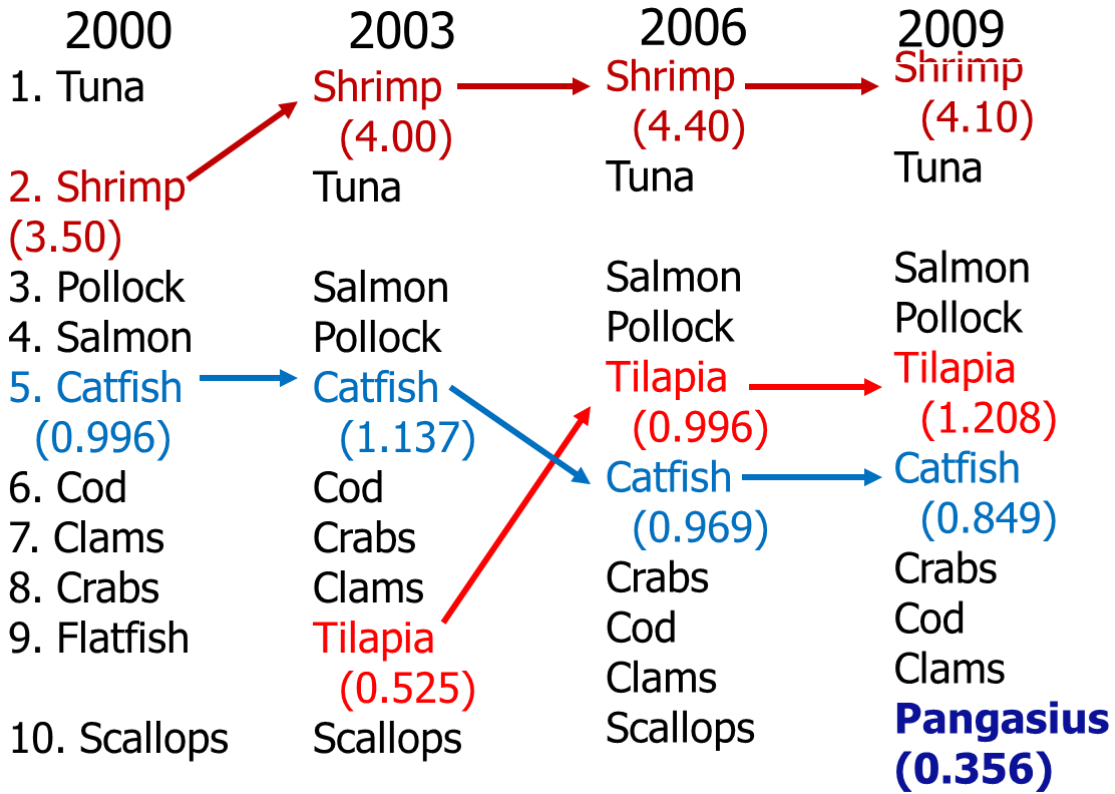 2000
1. Tuna
2. Shrimp
(3.50)
3. Pollock
4. Salmon
5. Catfish
(0.996)
6. Cod
7. Clams
8. Crabs
9. Flatfish
10. Scallops
2003
Shrimp
(4.00)
Tuna
Salmon
Pollock
Catfish
(1.137)
Cod
Crabs
Clams
Tilapia
(0.525)
Scallops
2006
Shrimp
(4.40)
Tuna
Salmon
Pollock
Tilapia
(0.996)
Catfish
(0.969)
Crabs
Cod
Clams
Scallops
2009
Shrimp
(4.10)
Tuna
Salmon
Pollock
Tilapia
(1.208)
Catfish
(0.849)
Crabs
Cod
Clams
Pangasius
(0.356)